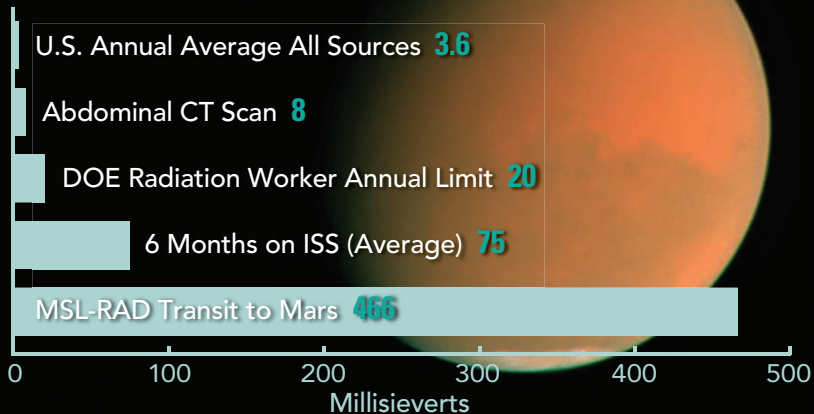 U.S. Annual Average All Sources 3.6
Abdominal CT Scan 8
DOE Radiation Worker Annual Limit 20
6 Months on ISS (Average) 75
MSL-RAD Transit to Mars 466
0 100 200 300 400 500
Millisieverts